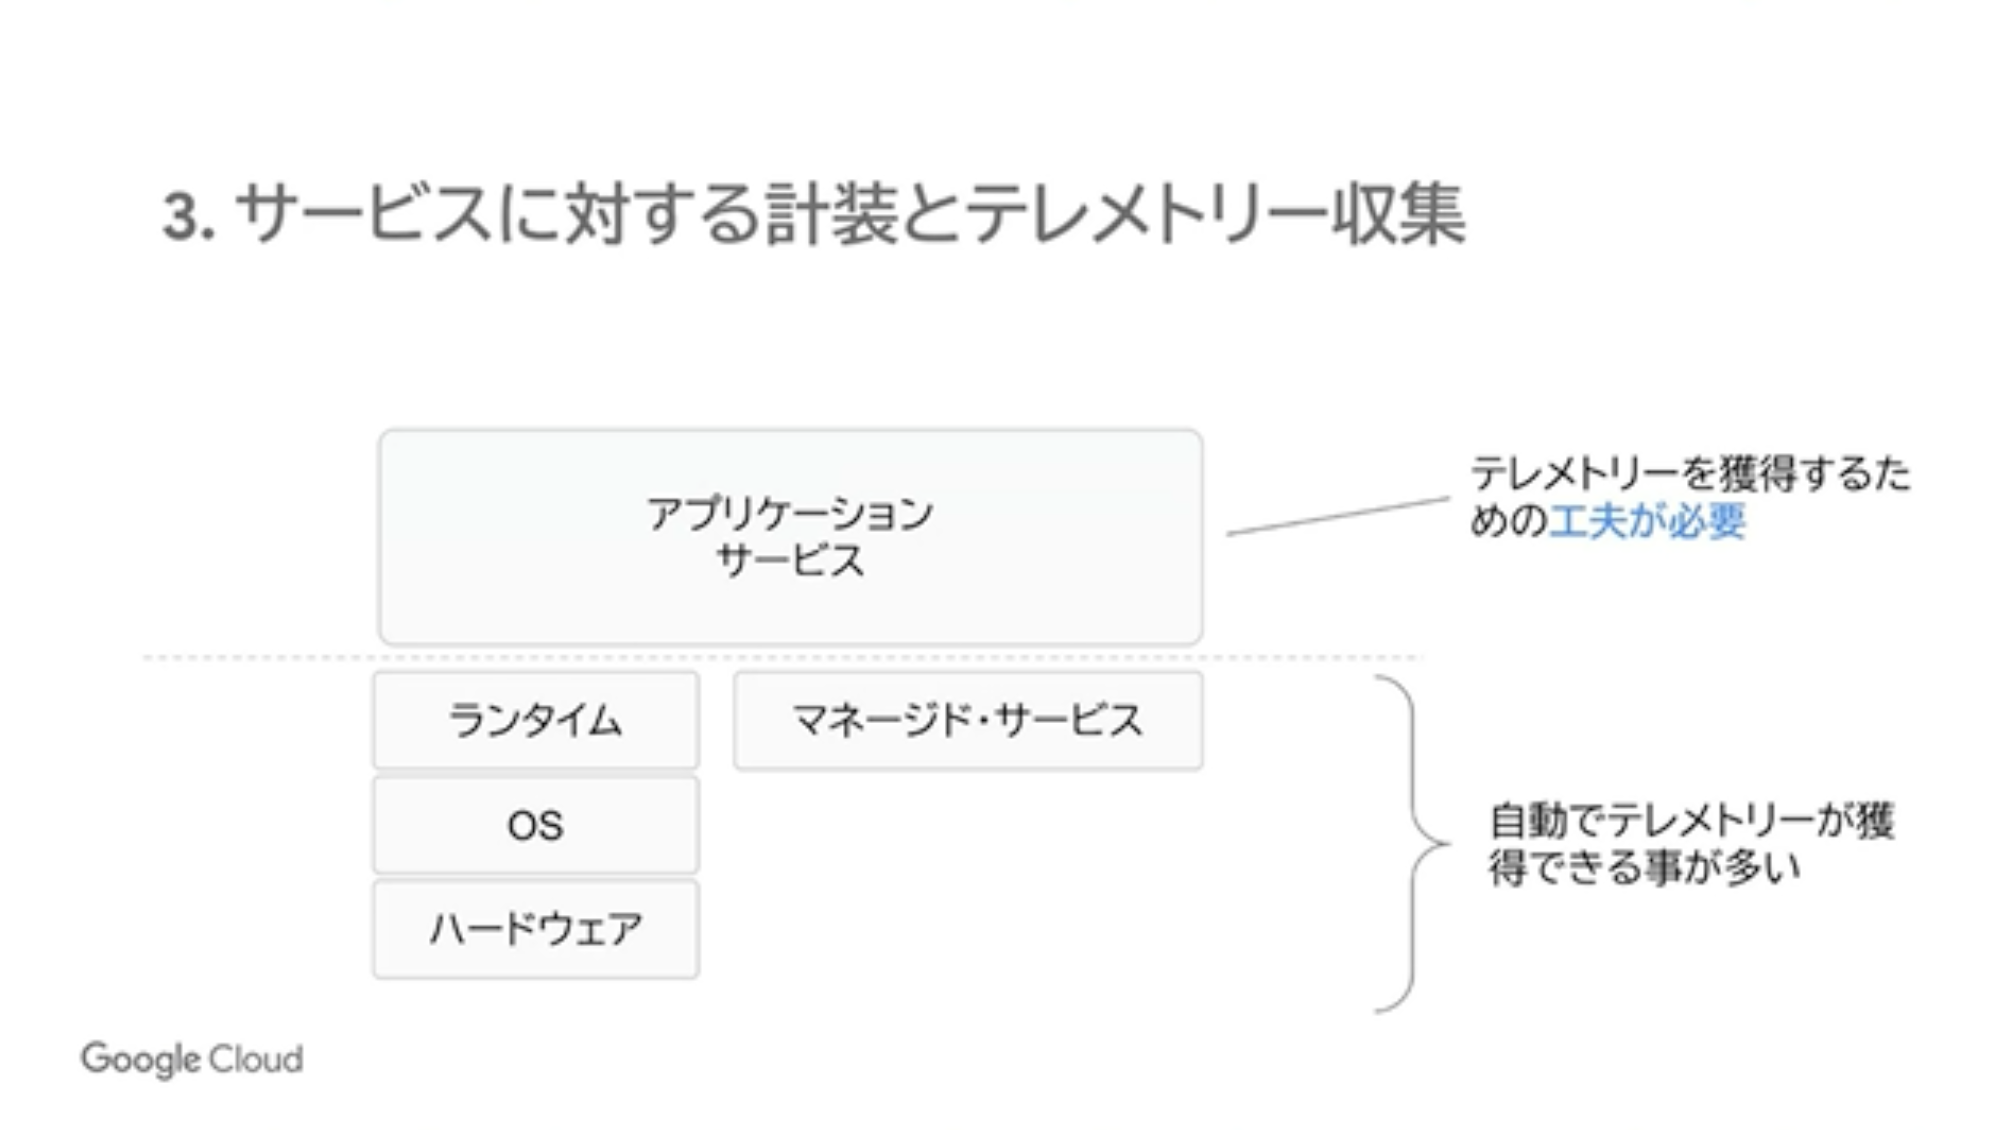 3. サービスに対する計装とテレメトリー収集
アプリケーション
サービス
テレメトリーを獲得するた
めの工夫が必要
ランタイム
マネージド・サービス
OS
ハードウェア
自動でテレメトリーが獲
得できる事が多い
Google Cloud